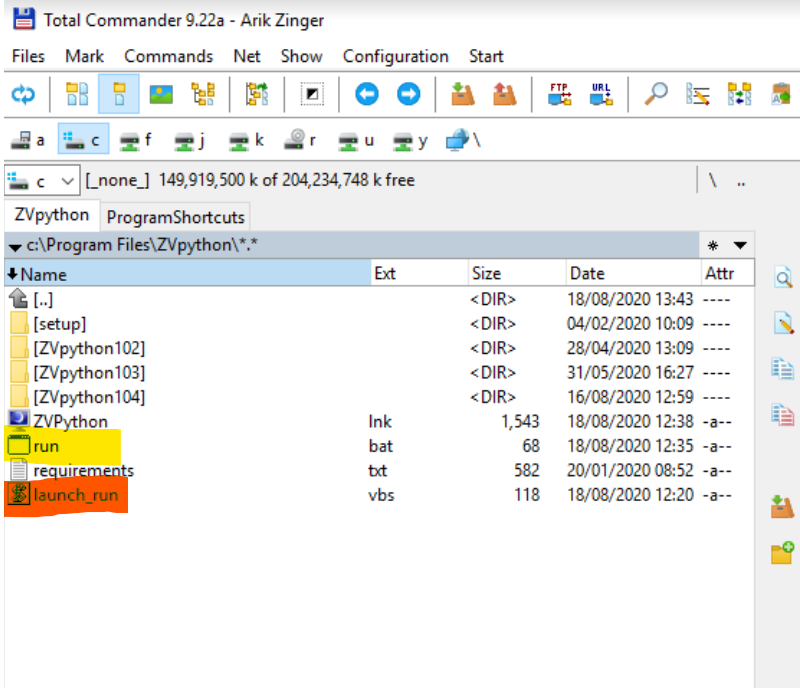 Total Commander 9.22a - Arik Zinger
Files Mark Commands Net Show Configuration Start
FTP URL
a c f j k r u y \
c [_none_] 149,919,500 k of 204,234,748 k free \ ..
ZVpython ProgramShortcuts
c:\Program Files\ZVpython\*.* *
Name Ext Size Date Attr
[..] <DIR> 18/08/2020 13:43 ----
[setup] <DIR> 04/02/2020 10:09 ----
[ZVpython102] <DIR> 28/04/2020 13:09 ----
[ZVpython103] <DIR> 31/05/2020 16:27 ----
[ZVpython104] <DIR> 16/08/2020 12:59 ----
ZVPython lnk 1,543 18/08/2020 12:38 -a--
run bat 68 18/08/2020 12:35 -a--
requirements txt 582 20/01/2020 08:52 -a--
launch_run vbs 118 18/08/2020 12:20 -a--